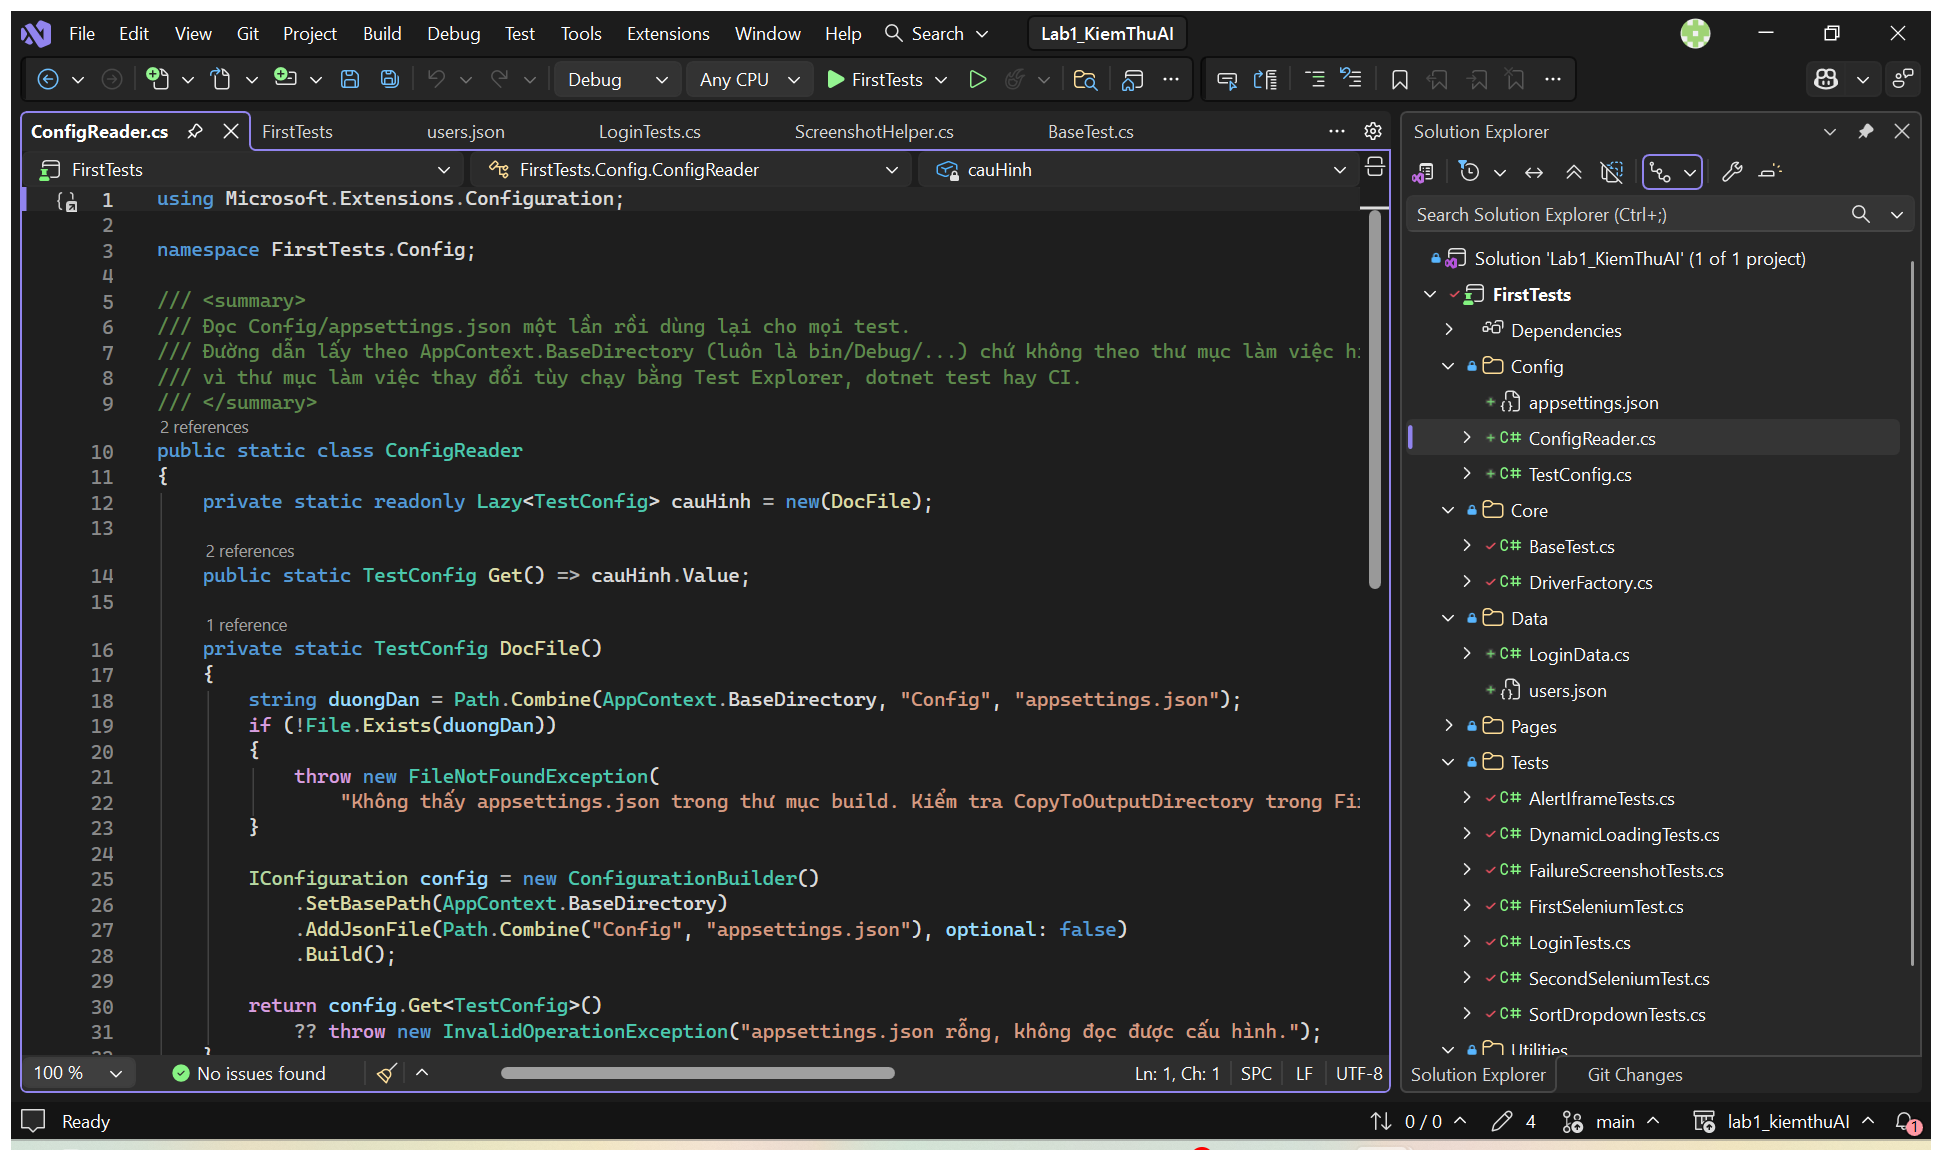 File Edit View Git Project Build Debug Test Tools Extensions Window Help Search Lab1_KiemThuAI
Debug Any CPU FirstTests
ConfigReader.cs FirstTests users.json LoginTests.cs ScreenshotHelper.cs BaseTest.cs
FirstTests FirstTests.Config.ConfigReader cauHinh
1 using Microsoft.Extensions.Configuration;
2
3 namespace FirstTests.Config;
4
5 /// <summary>
6 /// Đọc Config/appsettings.json một lần rồi dùng lại cho mọi test.
7 /// Đường dẫn lấy theo AppContext.BaseDirectory (luôn là bin/Debug/...) chứ không theo thư mục làm việc
8 /// vì thư mục làm việc thay đổi tùy chạy bằng Test Explorer, dotnet test hay CI.
9 /// </summary>
2 references
10 public static class ConfigReader
11 {
12 private static readonly Lazy<TestConfig> cauHinh = new(DocFile);
13
2 references
14 public static TestConfig Get() => cauHinh.Value;
15
1 reference
16 private static TestConfig DocFile()
17 {
18 string duongDan = Path.Combine(AppContext.BaseDirectory, "Config", "appsettings.json");
19 if (!File.Exists(duongDan))
20 {
21 throw new FileNotFoundException(
22 "Không thấy appsettings.json trong thư mục build. Kiểm tra CopyToOutputDirectory trong
23 }
24
25 IConfiguration config = new ConfigurationBuilder()
26 .SetBasePath(AppContext.BaseDirectory)
27 .AddJsonFile(Path.Combine("Config", "appsettings.json"), optional: false)
28 .Build();
29
30 return config.Get<TestConfig>()
31 ?? throw new InvalidOperationException("appsettings.json rỗng, không đọc được cấu hình.");
100 % No issues found Ln: 1, Ch: 1 SPC LF UTF-8
Solution Explorer
Search Solution Explorer (Ctrl+;)
Solution 'Lab1_KiemThuAI' (1 of 1 project)
FirstTests
Dependencies
Config
appsettings.json
C# ConfigReader.cs
C# TestConfig.cs
Core
C# BaseTest.cs
C# DriverFactory.cs
Data
C# LoginData.cs
users.json
Pages
Tests
C# AlertIframeTests.cs
C# DynamicLoadingTests.cs
C# FailureScreenshotTests.cs
C# FirstSeleniumTest.cs
C# LoginTests.cs
C# SecondSeleniumTest.cs
C# SortDropdownTests.cs
Utilities
Solution Explorer Git Changes
Ready 0 / 0 4 main lab1_kiemthuAI 1